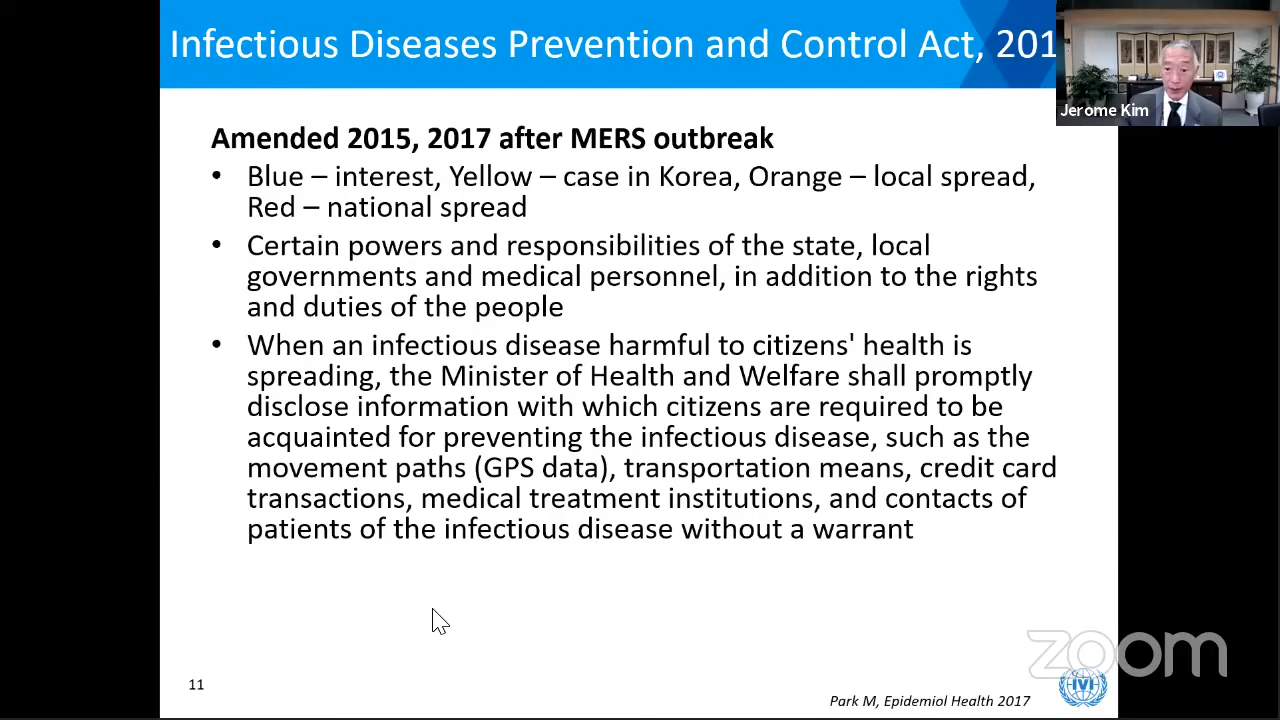 Infectious Diseases Prevention and Control Act, 201
Jerome Kim
Amended 2015, 2017 after MERS outbreak
• Blue – interest, Yellow – case in Korea, Orange – local spread,
Red – national spread
• Certain powers and responsibilities of the state, local
governments and medical personnel, in addition to the rights
and duties of the people
• When an infectious disease harmful to citizens' health is
spreading, the Minister of Health and Welfare shall promptly
disclose information with which citizens are required to be
acquainted for preventing the infectious disease, such as the
movement paths (GPS data), transportation means, credit card
transactions, medical treatment institutions, and contacts of
patients of the infectious disease without a warrant
zoom
11
Park M, Epidemiol Health 2017
IVI